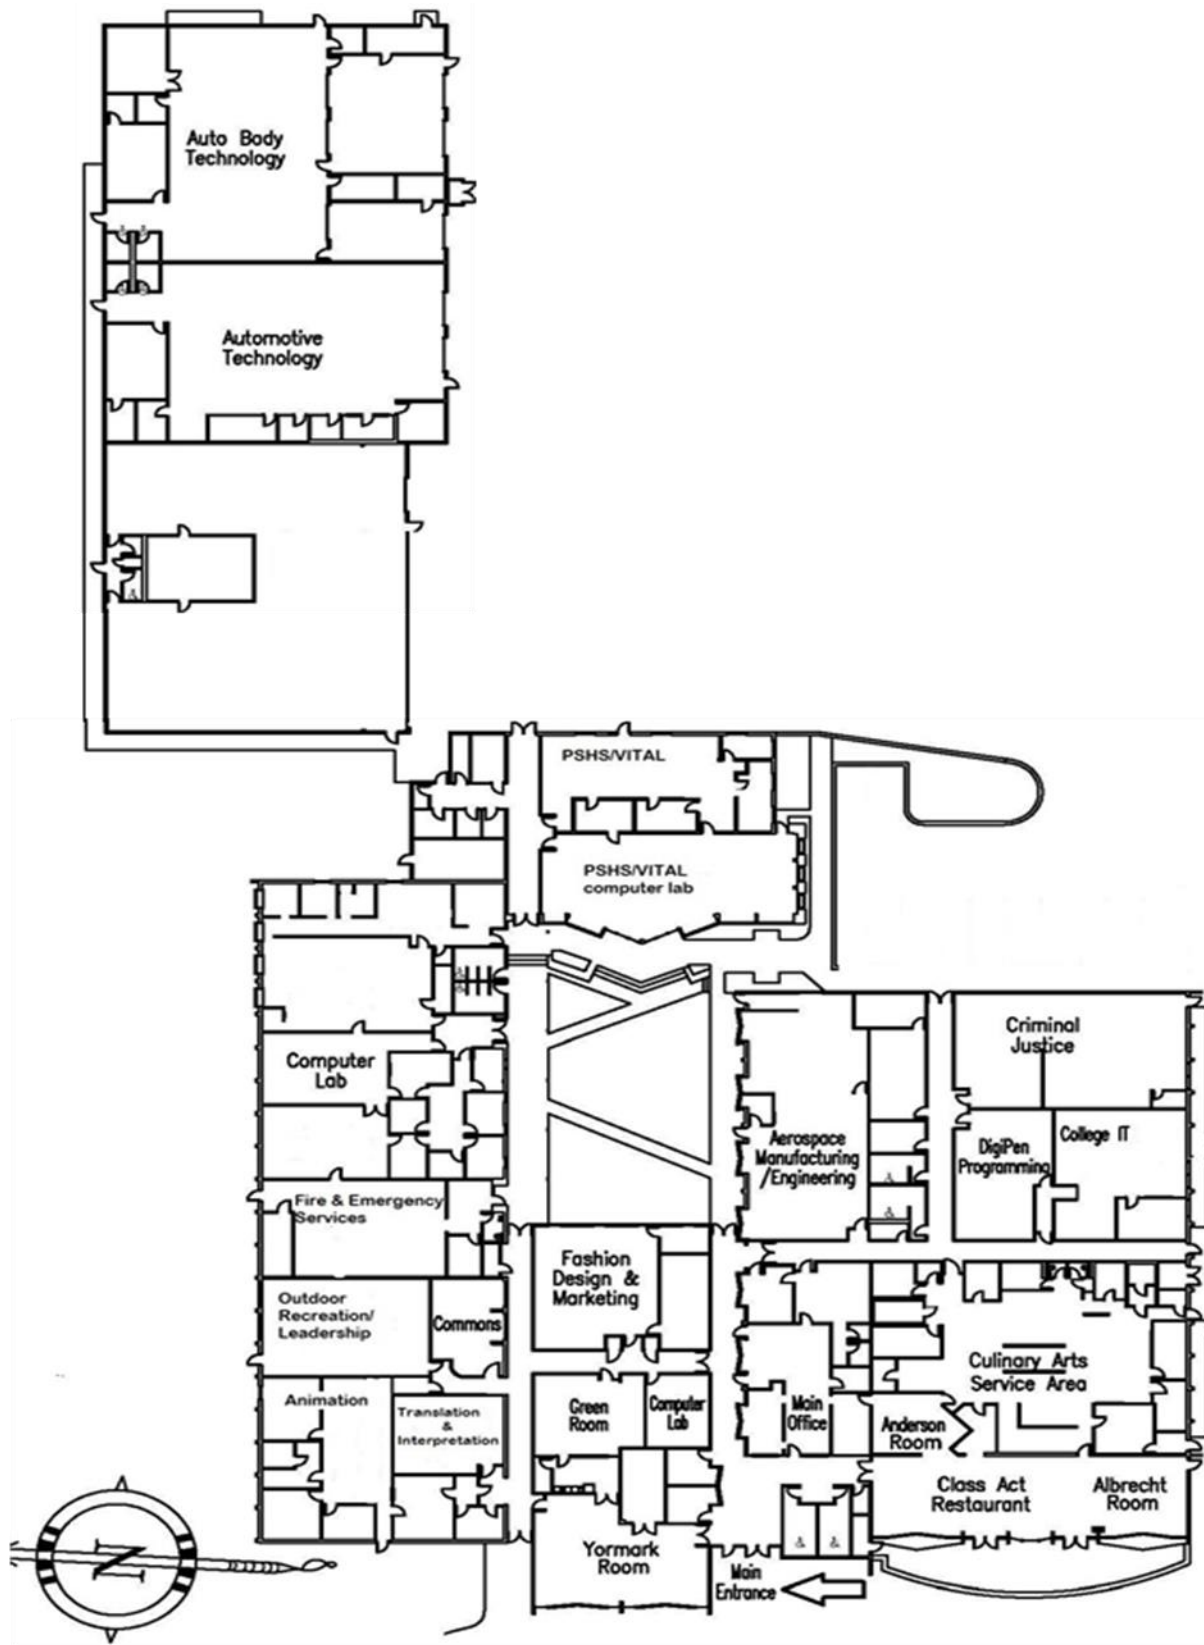 Auto Body
Technology
Automotive
Technology
PSHS/VITAL
PSHS/VITAL
computer lab
Criminal
Justice
Computer
Lab
College IT
DigiPen
Programming
Aerospace
Manufacturing
/Engineering
Fire & Emergency
Services
Fashion
Design &
Marketing
Outdoor
Recreation/
Leadership
Commons
Culinary Arts
Service Area
Animation
Translation
&
Interpretation
Green
Room
Computer
Lab
Main
Office
Anderson
Room
Class Act
Restaurant
Albrecht
Room
Yormark
Room
Main
Entrance
N